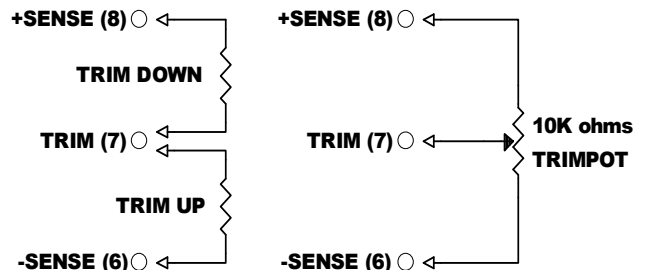 +SENSE (8)
TRIM DOWN
TRIM (7)
TRIM UP
-SENSE (6)
+SENSE (8)
TRIM (7)
10K ohms
TRIMPOT
-SENSE (6)